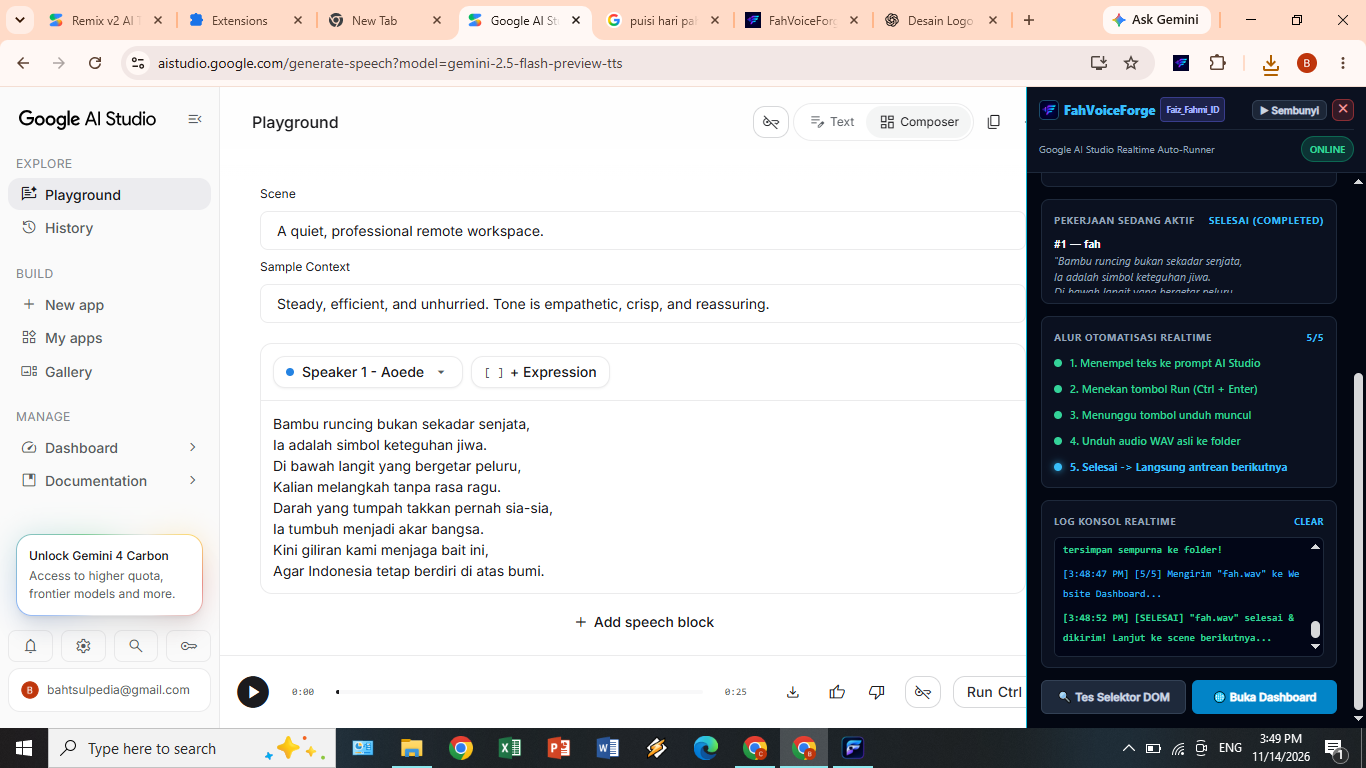 Remix v2 AI T
Extensions
New Tab
Google AI St
puisi hari pa
FahVoiceForg
Desain Logo
Ask Gemini
aistudio.google.com/generate-speech?model=gemini-2.5-flash-preview-tts
B
Google AI Studio
EXPLORE
Playground
History
BUILD
New app
My apps
Gallery
MANAGE
Dashboard
Documentation
Unlock Gemini 4 Carbon
Access to higher quota,
frontier models and more.
B bahtsulpedia@gmail.com
Playground
Text
Composer
Scene
A quiet, professional remote workspace.
Sample Context
Steady, efficient, and unhurried. Tone is empathetic, crisp, and reassuring.
Speaker 1 - Aoede
[ ] + Expression
Bambu runcing bukan sekadar senjata,
Ia adalah simbol keteguhan jiwa.
Di bawah langit yang bergetar peluru,
Kalian melangkah tanpa rasa ragu.
Darah yang tumpah takkan pernah sia-sia,
Ia tumbuh menjadi akar bangsa.
Kini giliran kami menjaga bait ini,
Agar Indonesia tetap berdiri di atas bumi.
+ Add speech block
0:00
0:25
Run Ctrl
FahVoiceForge
Faiz_Fahmi_ID
▶ Sembunyi
✕
Google AI Studio Realtime Auto-Runner
ONLINE
PEKERJAAN SEDANG AKTIF
SELESAI (COMPLETED)
#1 — fah
"Bambu runcing bukan sekadar senjata,
Ia adalah simbol keteguhan jiwa.
Di bawah langit yang bergetar peluru,
ALUR OTOMATISASI REALTIME
5/5
1. Menempel teks ke prompt AI Studio
2. Menekan tombol Run (Ctrl + Enter)
3. Menunggu tombol unduh muncul
4. Unduh audio WAV asli ke folder
5. Selesai -> Langsung antrean berikutnya
LOG KONSOL REALTIME
CLEAR
tersimpan sempurna ke folder!
[3:48:47 PM] [5/5] Mengirim "fah.wav" ke We
bsite Dashboard...
[3:48:52 PM] [SELESAI] "fah.wav" selesai &
dikirim! Lanjut ke scene berikutnya...
Tes Selektor DOM
Buka Dashboard
Type here to search
ENG
3:49 PM
11/14/2026
1